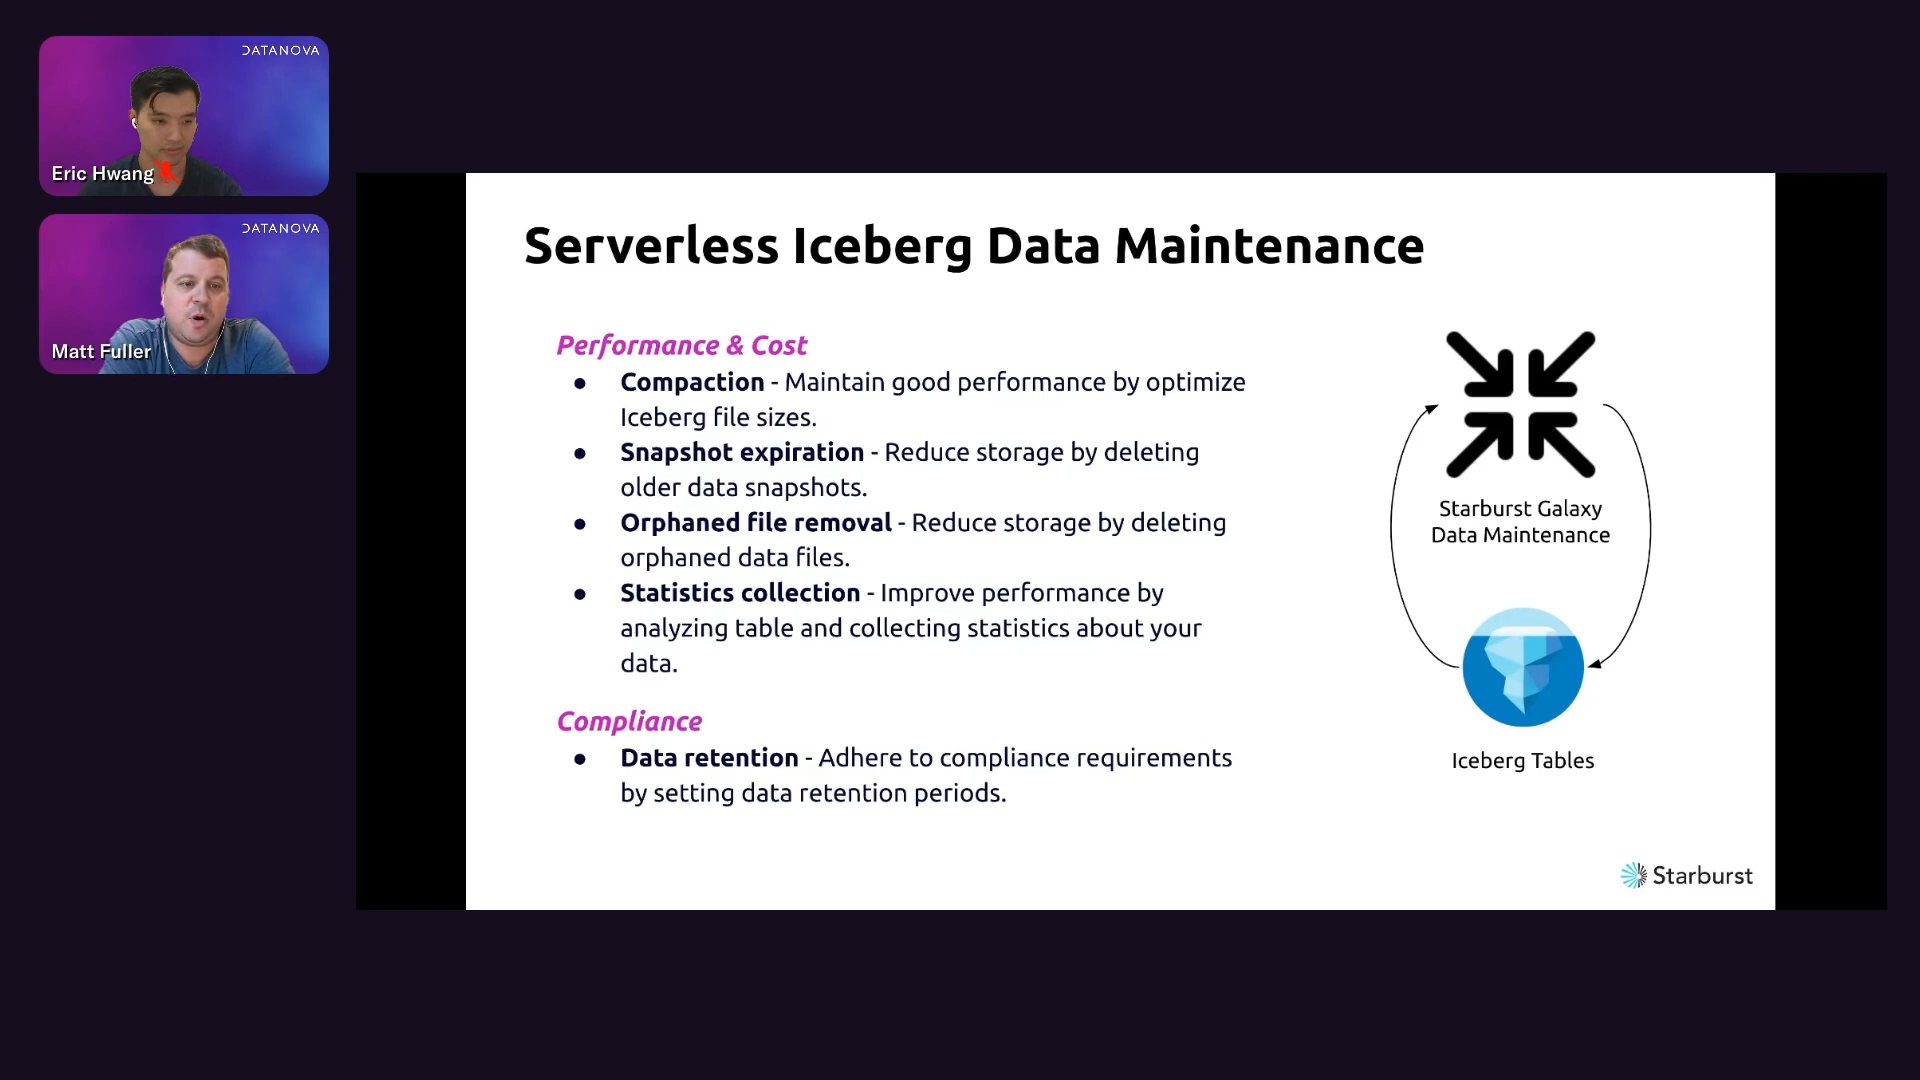 DATANOVA
Eric Hwang
DATANOVA
Matt Fuller
Serverless Iceberg Data Maintenance
Performance & Cost
● Compaction - Maintain good performance by optimize
Iceberg file sizes.
● Snapshot expiration - Reduce storage by deleting
older data snapshots.
● Orphaned file removal - Reduce storage by deleting
orphaned data files.
● Statistics collection - Improve performance by
analyzing table and collecting statistics about your
data.
Compliance
● Data retention - Adhere to compliance requirements
by setting data retention periods.
Starburst Galaxy
Data Maintenance
Iceberg Tables
Starburst